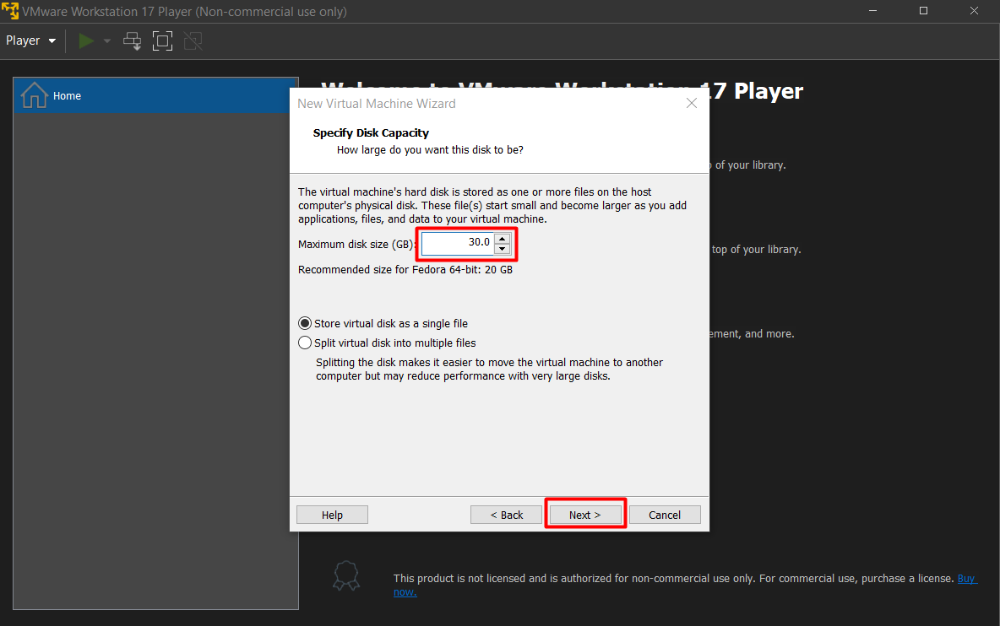 VMware Workstation 17 Player (Non-commercial use only)
Player
Home
Welcome to VMware Workstation 17 Player
New Virtual Machine Wizard
Specify Disk Capacity
How large do you want this disk to be?
of your library.
The virtual machine's hard disk is stored as one or more files on the host
computer's physical disk. These file(s) start small and become larger as you add
applications, files, and data to your virtual machine.
Maximum disk size (GB):
30.0
top of your library.
Recommended size for Fedora 64-bit: 20 GB
Store virtual disk as a single file
ement, and more.
Split virtual disk into multiple files
Splitting the disk makes it easier to move the virtual machine to another
computer but may reduce performance with very large disks.
Help
< Back
Next >
Cancel
This product is not licensed and is authorized for non-commercial use only. For commercial use, purchase a license. Buy
now.